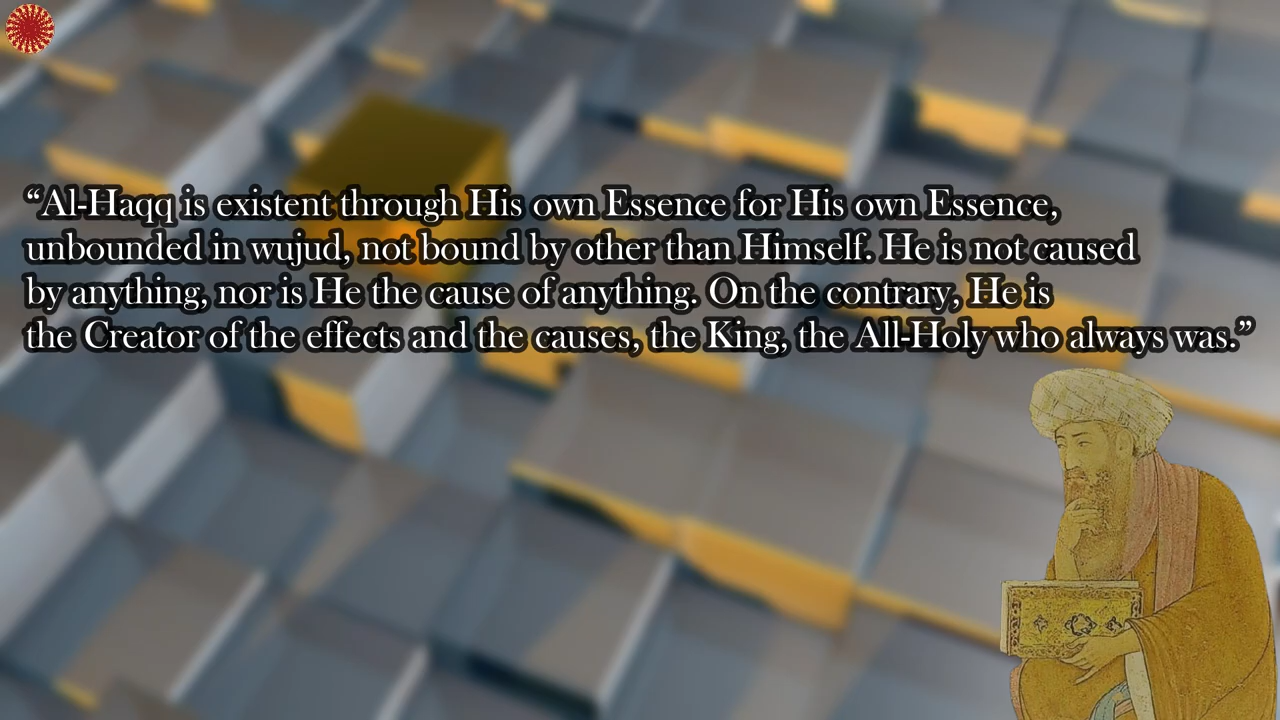 “Al-Haqq is existent through His own Essence for His own Essence,
unbounded in wujud, not bound by other than Himself. He is not caused
by anything, nor is He the cause of anything. On the contrary, He is
the Creator of the effects and the causes, the King, the All-Holy who always was.”